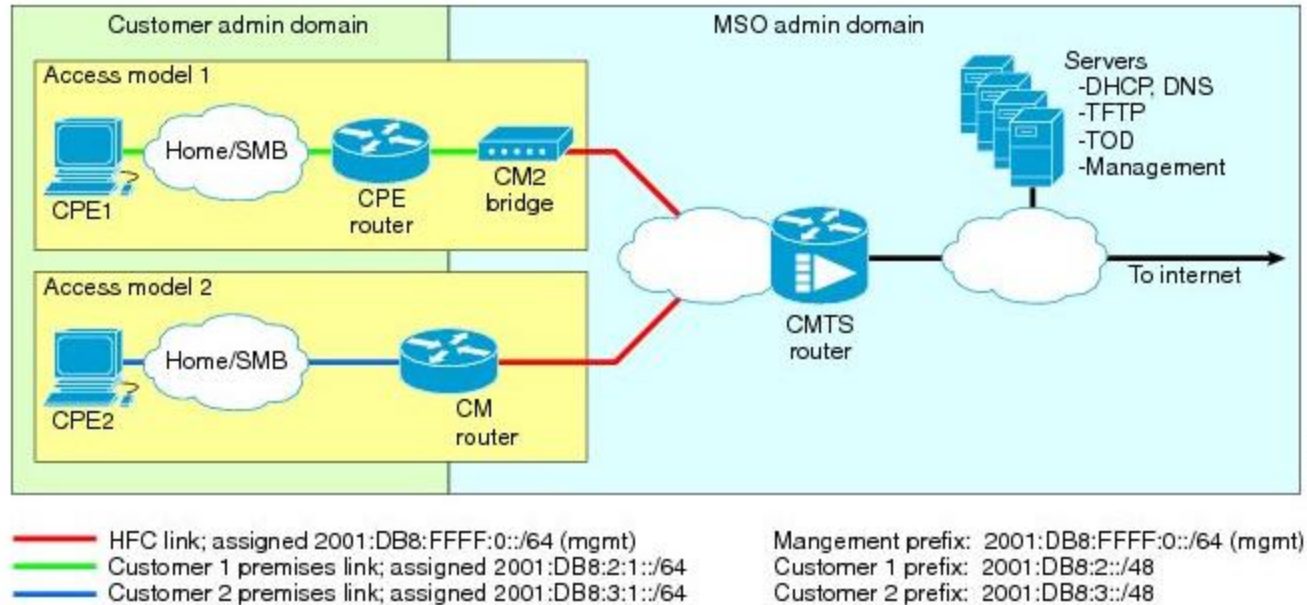 Customer admin domain
MSO admin domain
Access model 1
CPE1
Home/SMB
CPE
router
CM2
bridge
Access model 2
CPE2
Home/SMB
CM
router
CMTS
router
Servers
-DHCP, DNS
-TFTP
-TOD
-Management
To internet
HFC link; assigned 2001:DB8:FFFF:0::/64 (mgmt)
Customer 1 premises link; assigned 2001:DB8:2:1::/64
Customer 2 premises link; assigned 2001:DB8:3:1::/64
Mangement prefix: 2001:DB8:FFFF:0::/64 (mgmt)
Customer 1 prefix: 2001:DB8:2::/48
Customer 2 prefix: 2001:DB8:3::/48